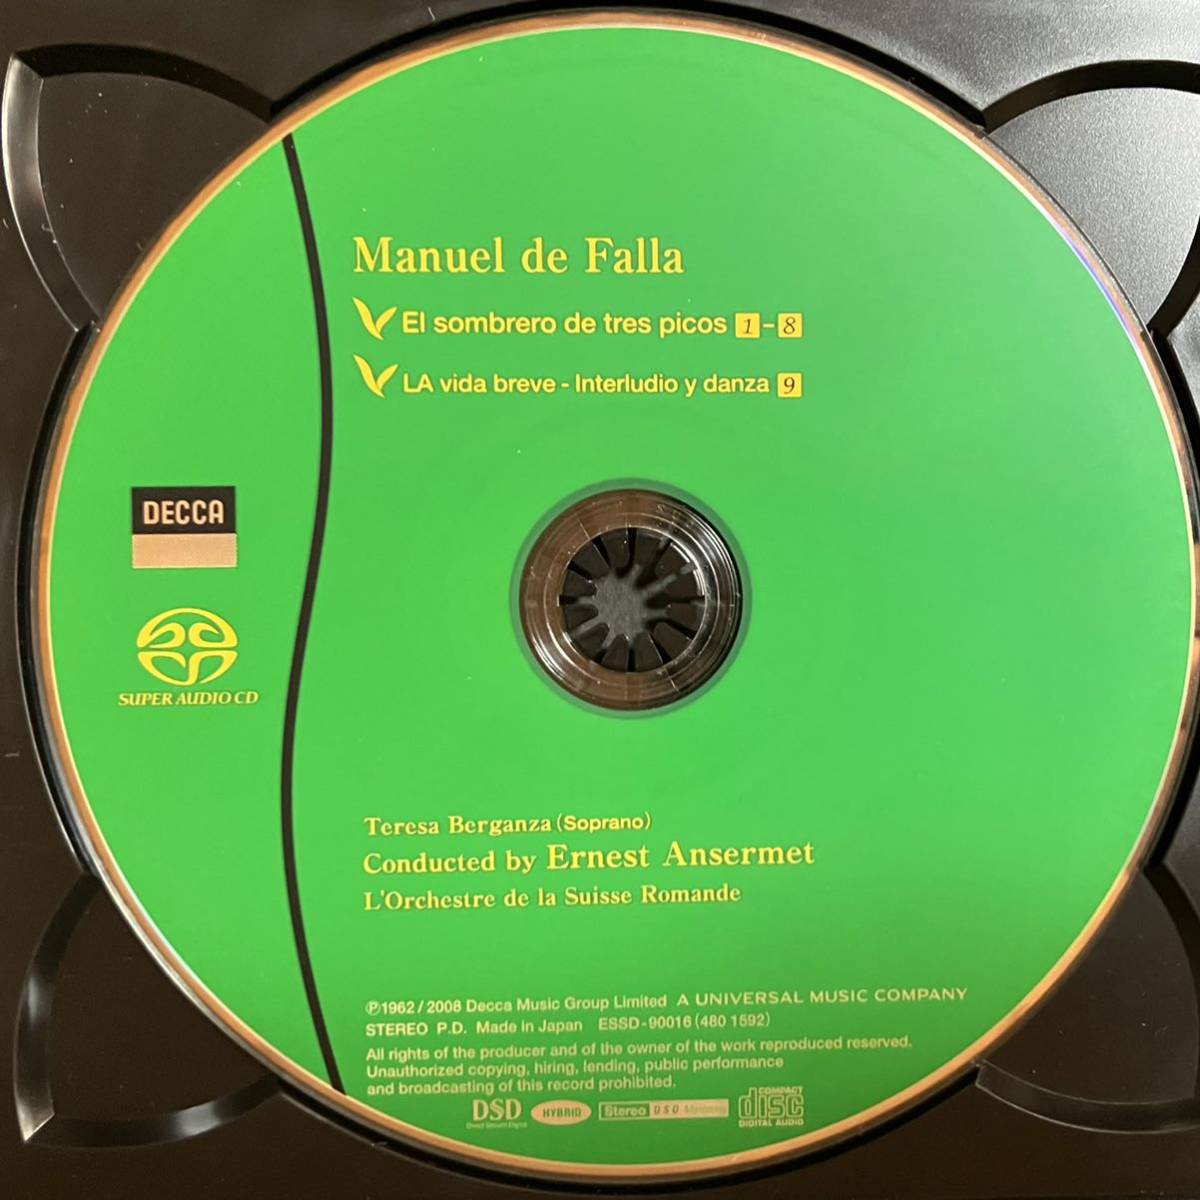 Manuel de Falla
El sombrero de tres picos 1-8
LA vida breve - Interludio y danza 9
DECCA
SUPER AUDIO CD
Teresa Berganza (Soprano)
Conducted by Ernest Ansermet
L'Orchestre de la Suisse Romande
℗1962 / 2008 Decca Music Group Limited A UNIVERSAL MUSIC COMPANY
STEREO P.D. Made in Japan ESSD-90016 (480 1592)
All rights of the producer and of the owner of the work reproduced reserved.
Unauthorized copying, hiring, lending, public performance
and broadcasting of this record prohibited.
DSD HYBRID Stereo DSD COMPACT disc
Direct Stream Digital DIGITAL AUDIO